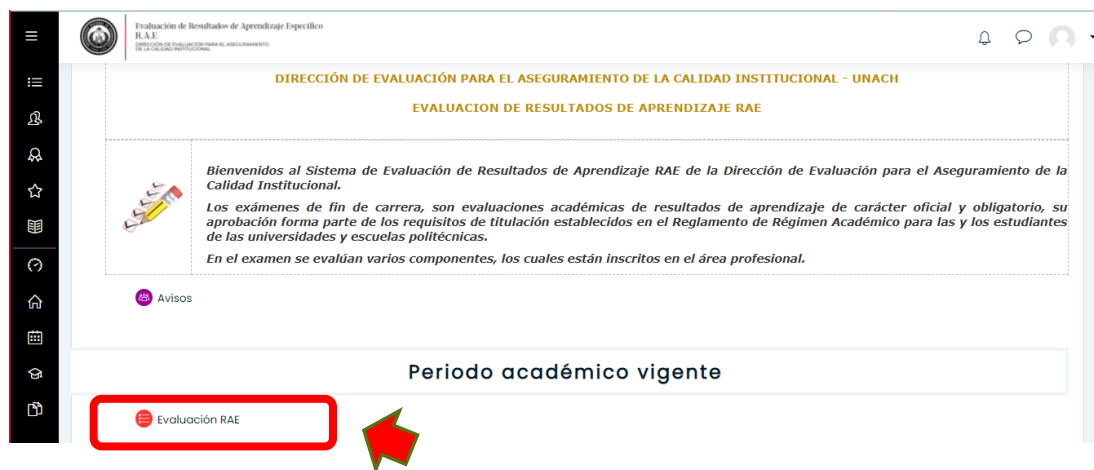 Evaluación de Resultados de Aprendizaje Específico
R.A.E
DIRECCIÓN DE EVALUACIÓN PARA EL ASEGURAMIENTO
DE LA CALIDAD INSTITUCIONAL
DIRECCIÓN DE EVALUACIÓN PARA EL ASEGURAMIENTO DE LA CALIDAD INSTITUCIONAL - UNACH
EVALUACION DE RESULTADOS DE APRENDIZAJE RAE
Bienvenidos al Sistema de Evaluación de Resultados de Aprendizaje RAE de la Dirección de Evaluación para el Aseguramiento de la
Calidad Institucional.
Los exámenes de fin de carrera, son evaluaciones académicas de resultados de aprendizaje de carácter oficial y obligatorio, su
aprobación forma parte de los requisitos de titulación establecidos en el Reglamento de Régimen Académico para las y los estudiantes
de las universidades y escuelas politécnicas.
En el examen se evalúan varios componentes, los cuales están inscritos en el área profesional.
Avisos
Periodo académico vigente
Evaluación RAE